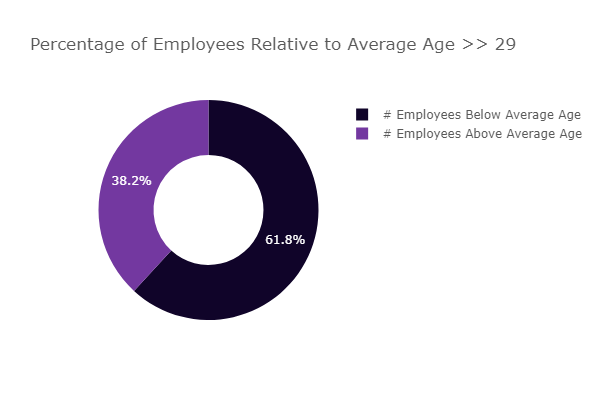 Percentage of Employees Relative to Average Age >> 29
# Employees Below Average Age
# Employees Above Average Age
38.2%
61.8%